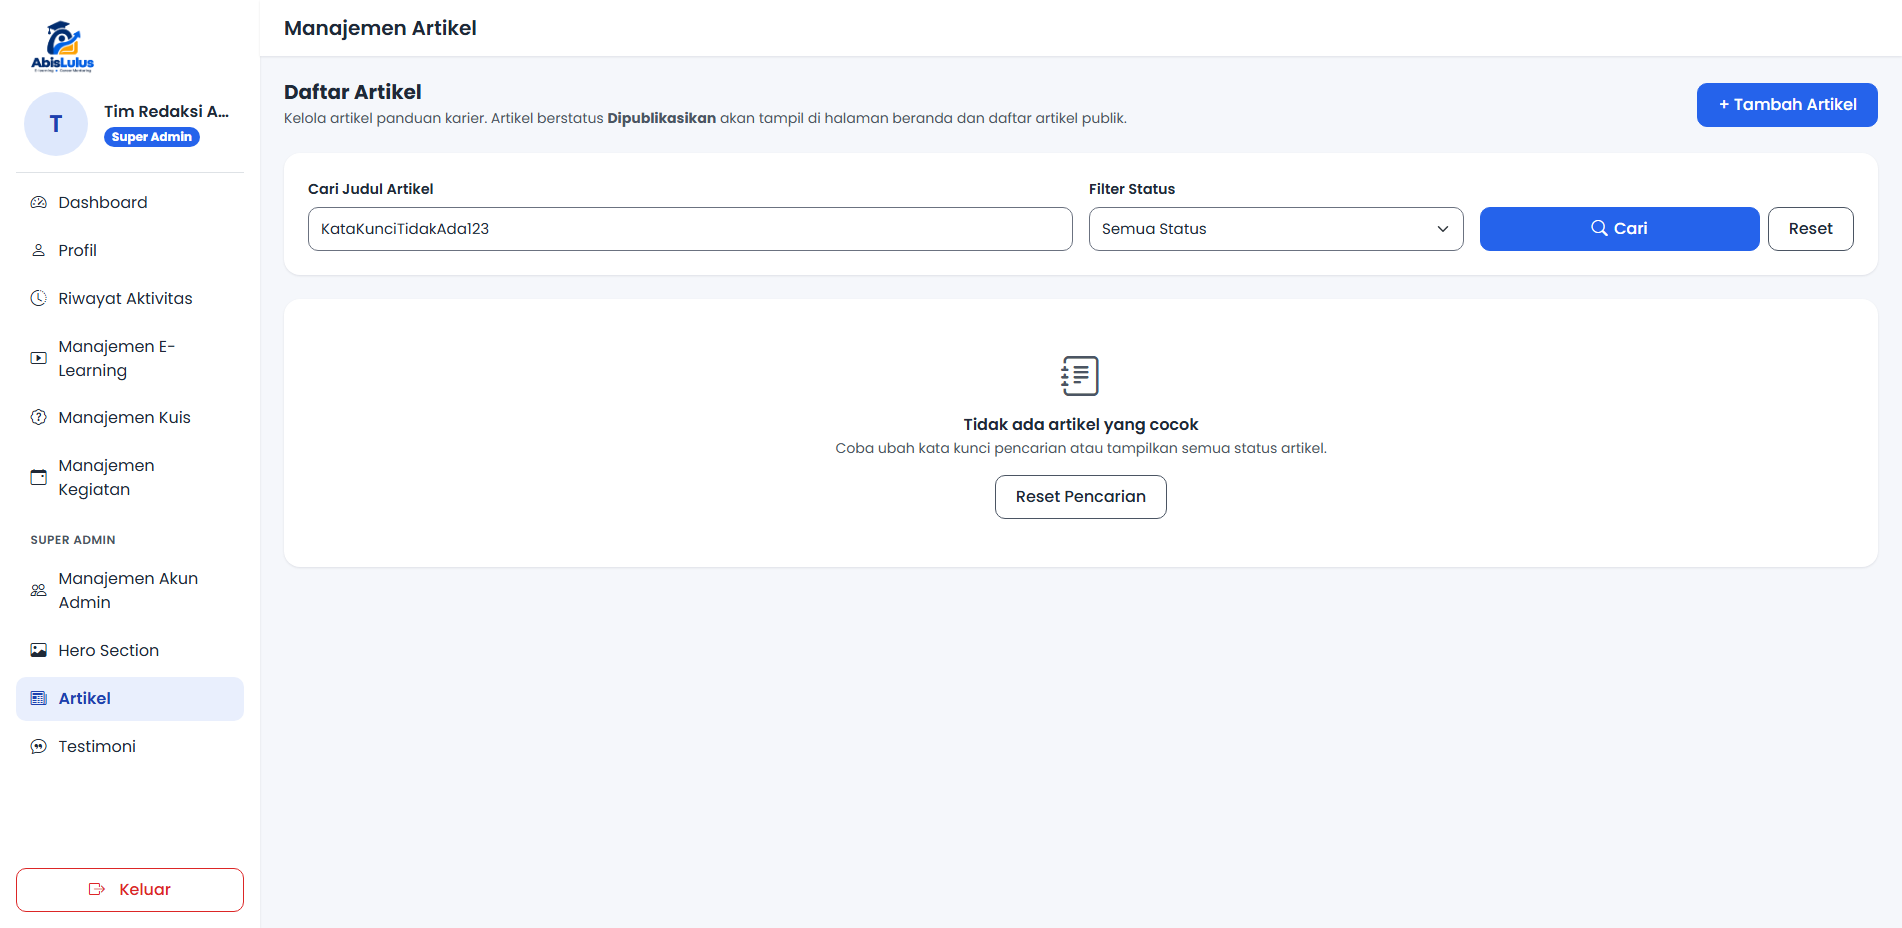 AbisLulus
T
Tim Redaksi A...
Super Admin
Dashboard
Profil
Riwayat Aktivitas
Manajemen E-
Learning
Manajemen Kuis
Manajemen
Kegiatan
SUPER ADMIN
Manajemen Akun
Admin
Hero Section
Artikel
Testimoni
Keluar
Manajemen Artikel
Daftar Artikel
Kelola artikel panduan karier. Artikel berstatus Dipublikasikan akan tampil di halaman beranda dan daftar artikel publik.
+ Tambah Artikel
Cari Judul Artikel
KataKunciTidakAda123
Filter Status
Semua Status
Cari
Reset
Tidak ada artikel yang cocok
Coba ubah kata kunci pencarian atau tampilkan semua status artikel.
Reset Pencarian